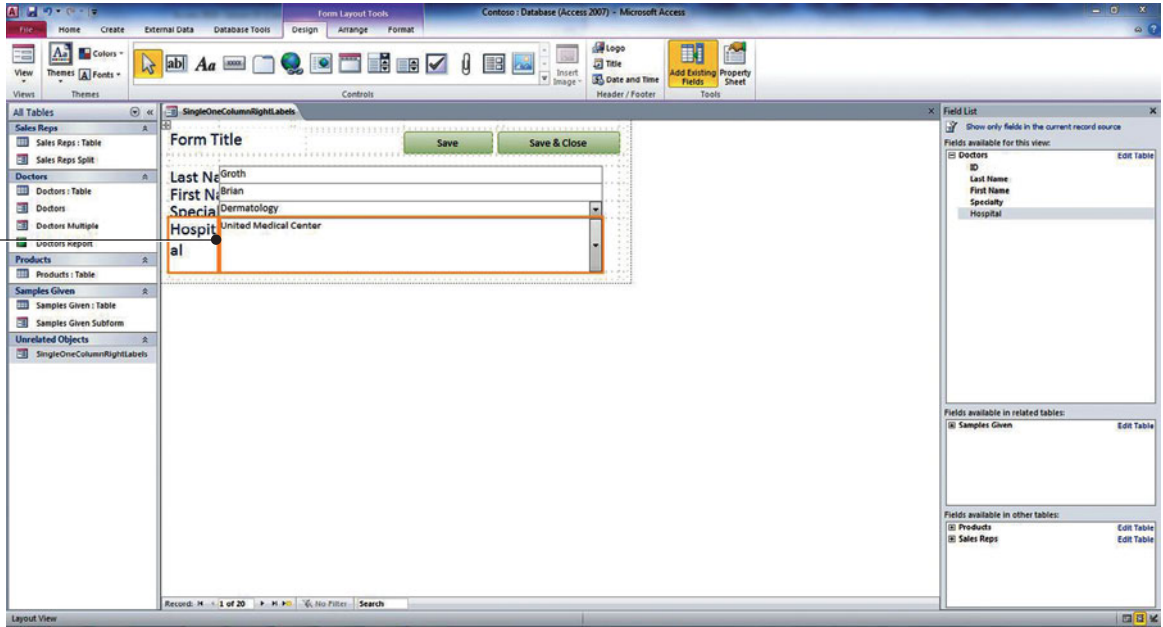 Form Layout Tools
Contoso : Database (Access 2007) - Microsoft Access
File Home Create External Data Database Tools Design Arrange Format
View
Views
Aa
Themes
Colors
A Fonts
Themes
ab| Aa xxxx
Insert
Image
Controls
Logo
Title
Date and Time
Header / Footer
Add Existing
Fields
Property
Sheet
Tools
All Tables
Sales Reps
Sales Reps : Table
Sales Reps Split
Doctors
Doctors : Table
Doctors
Doctors Multiple
Doctors Report
Products
Products : Table
Samples Given
Samples Given : Table
Samples Given Subform
Unrelated Objects
SingleOneColumnRightLabels
SingleOneColumnRightLabels
Form Title
Save
Save & Close
Last Na Groth
First Na Brian
Special Dermatology
Hospit United Medical Center
al
Field List
Show only fields in the current record source
Fields available for this view:
Doctors Edit Table
ID
Last Name
First Name
Specialty
Hospital
Fields available in related tables:
Samples Given Edit Table
Fields available in other tables:
Products Edit Table
Sales Reps Edit Table
Record: 1 of 20 No Filter Search
Layout View